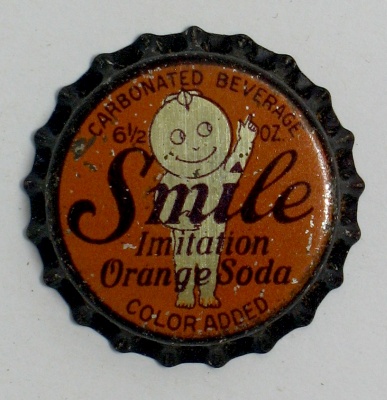 CARBONATED BEVERAGE
6½ OZ.
Smile
Imitation
Orange Soda
COLOR ADDED